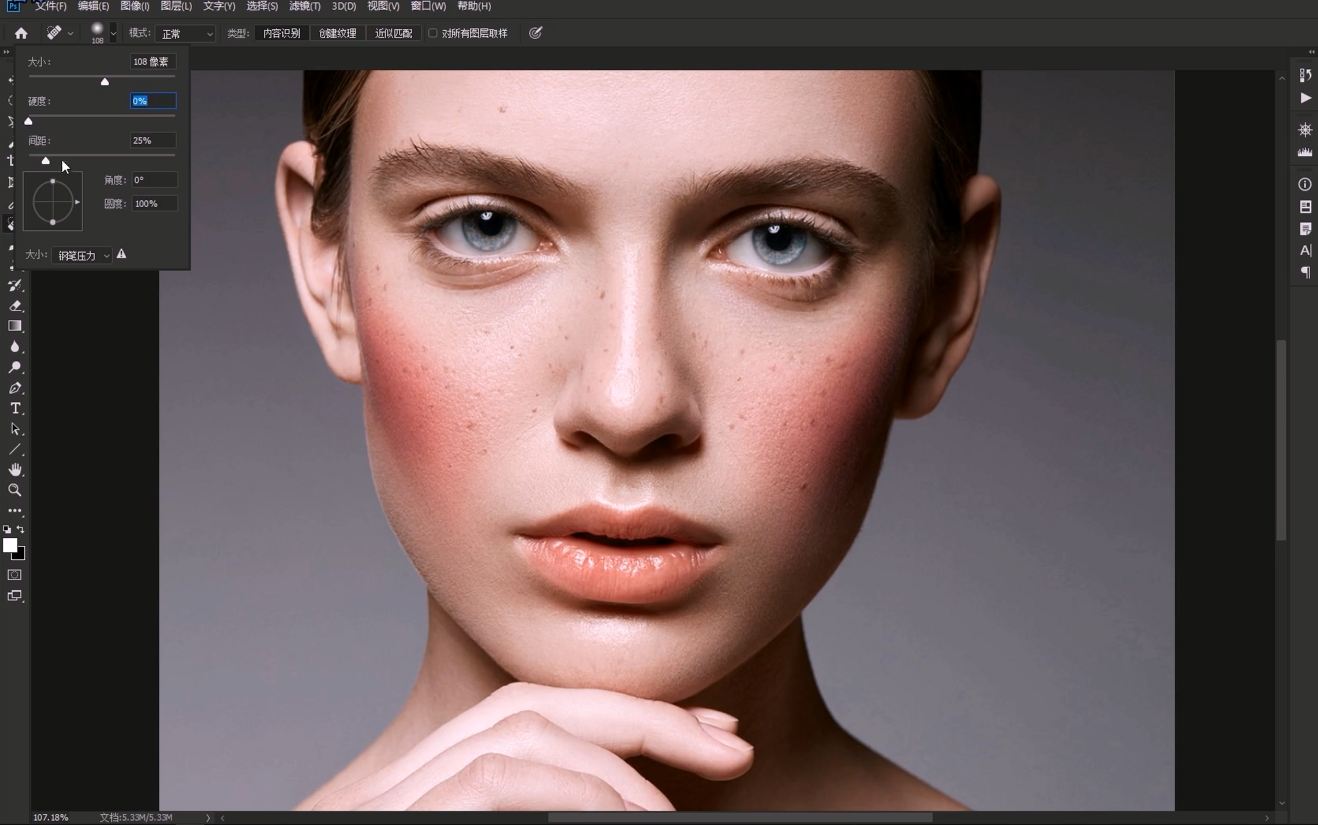 Ps 文件(F) 编辑(E) 图像(I) 图层(L) 文字(Y) 选择(S) 滤镜(T) 3D(D) 视图(V) 窗口(W) 帮助(H)
108 模式: 正常 类型: 内容识别 创建纹理 近似匹配 对所有图层取样
大小: 108 像素
硬度: 0%
间距: 25%
角度: 0°
圆度: 100%
大小: 钢笔压力
107.18% 文档:5.33M/5.33M